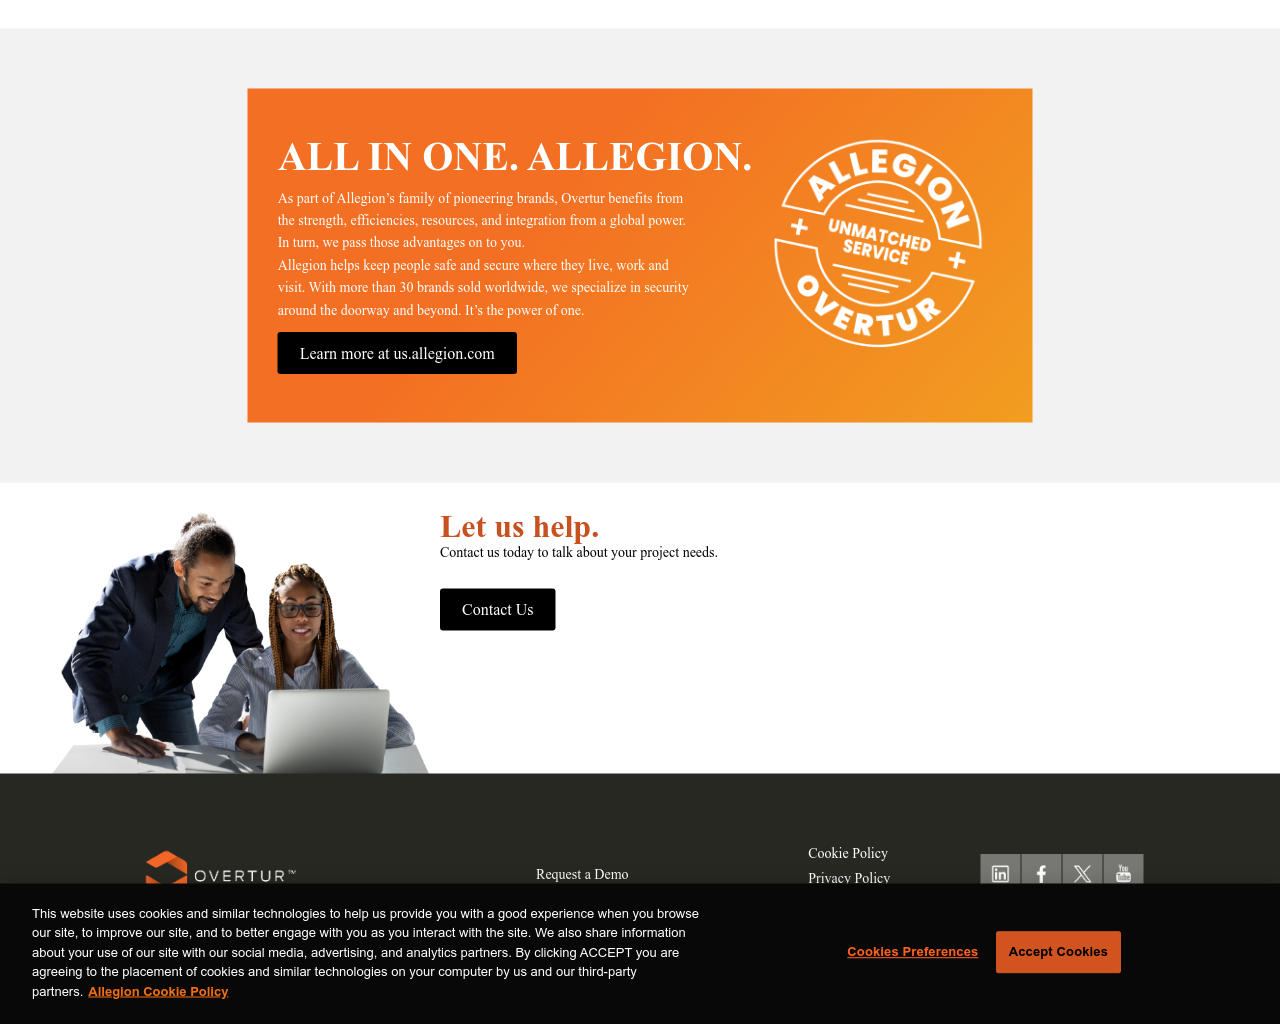 ALL IN ONE. ALLEGION.
As part of Allegion’s family of pioneering brands, Overtur benefits from
the strength, efficiencies, resources, and integration from a global power.
In turn, we pass those advantages on to you.
Allegion helps keep people safe and secure where they live, work and
visit. With more than 30 brands sold worldwide, we specialize in security
around the doorway and beyond. It’s the power of one.
Learn more at us.allegion.com
ALLEGION
UNMATCHED
SERVICE
OVERTUR
Let us help.
Contact us today to talk about your project needs.
Contact Us
OVERTUR™
Request a Demo
Cookie Policy
Privacy Policy
in
f
X
You
Tube
This website uses cookies and similar technologies to help us provide you with a good experience when you browse
our site, to improve our site, and to better engage with you as you interact with the site. We also share information
about your use of our site with our social media, advertising, and analytics partners. By clicking ACCEPT you are
agreeing to the placement of cookies and similar technologies on your computer by us and our third-party
partners. Allegion Cookie Policy
Cookies Preferences
Accept Cookies